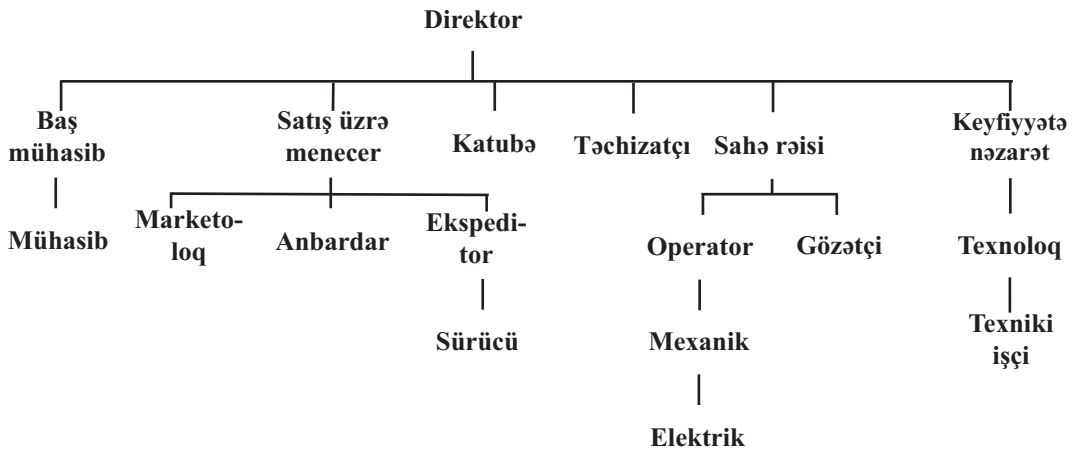 Direktor
Baş
mühasib
Satış üzrə
menecer
Katubə
Təchizatçı
Sahə rəisi
Keyfiyyətə
nəzarət
Mühasib
Marketo-
loq
Anbardar
Ekspedi-
tor
Operator
Gözətçi
Texnoloq
Sürücü
Mexanik
Texniki
işçi
Elektrik